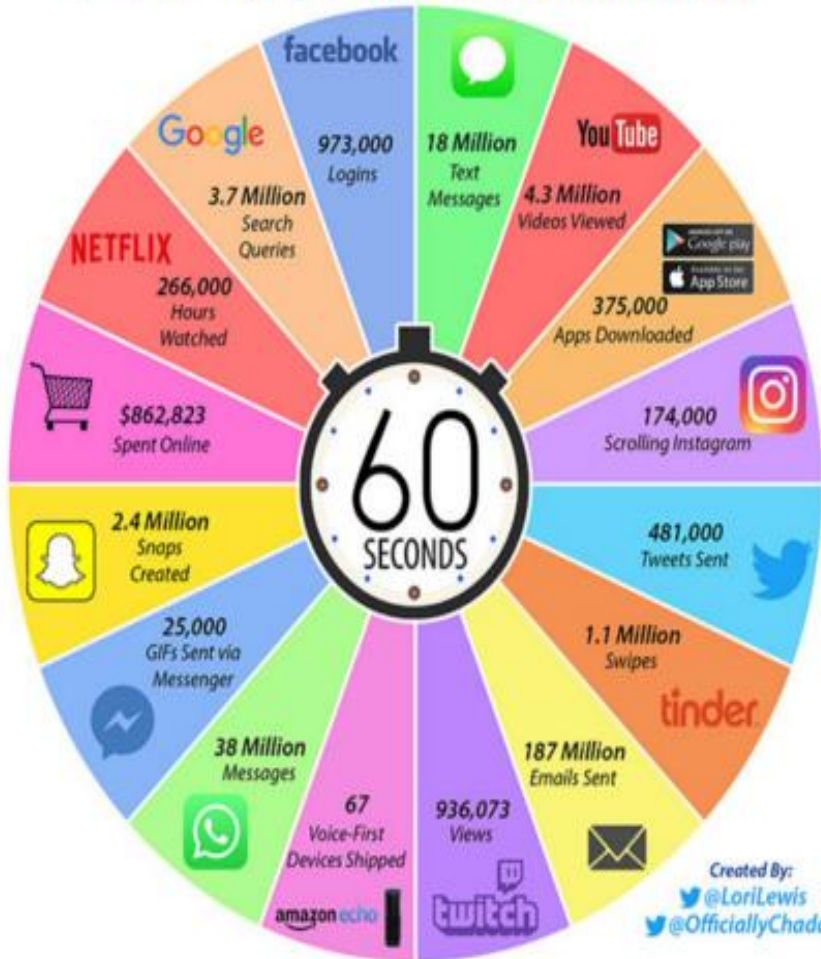 facebook
973,000
Logins
18 Million
Text
Messages
YouTube
4.3 Million
Videos Viewed
Google play
App Store
375,000
Apps Downloaded
174,000
Scrolling Instagram
481,000
Tweets Sent
1.1 Million
Swipes
tinder
187 Million
Emails Sent
936,073
Views
twitch
67
Voice-First
Devices Shipped
amazon echo
38 Million
Messages
25,000
GIFs Sent via
Messenger
2.4 Million
Snaps
Created
$862,823
Spent Online
NETFLIX
266,000
Hours
Watched
Google
3.7 Million
Search
Queries
60
SECONDS
Created By:
@LoriLewis
@OfficiallyChadd